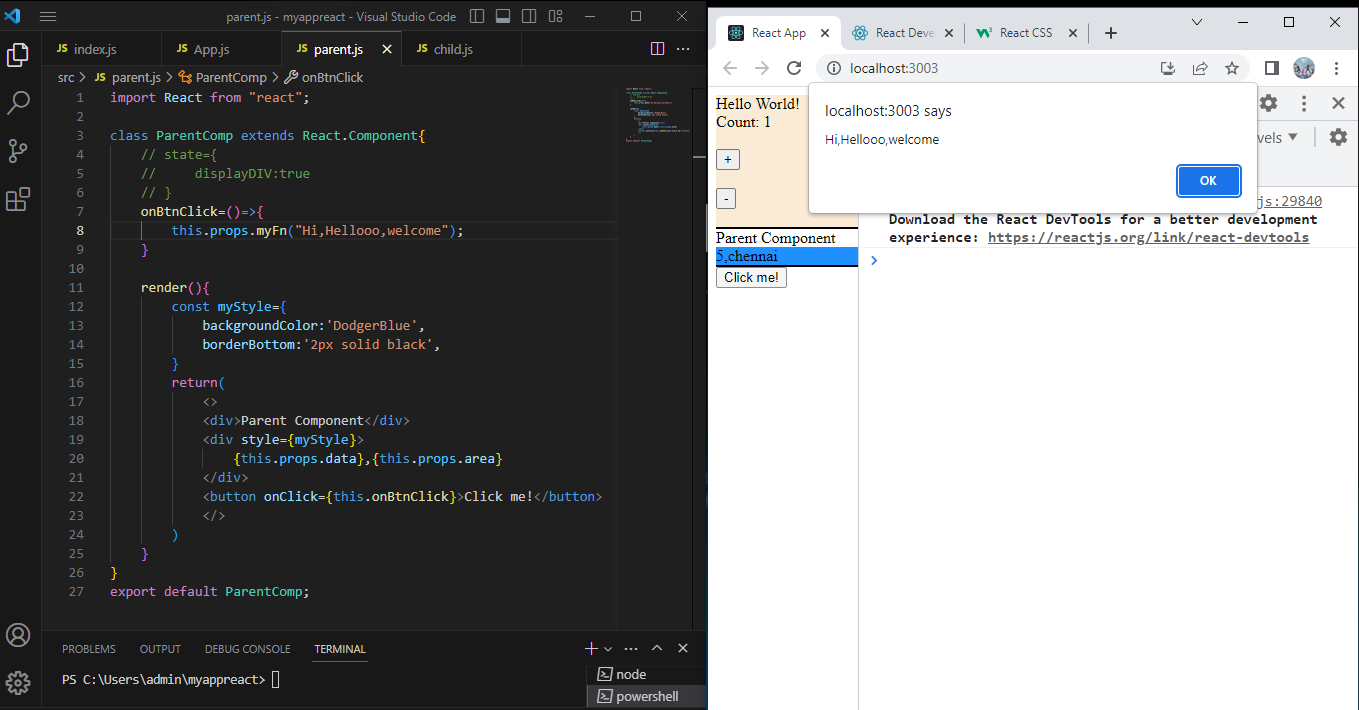 parent.js - myappreact - Visual Studio Code
JS index.js
JS App.js
JS parent.js
JS child.js
src > JS parent.js > ParentComp > onBtnClick
1 import React from "react";
2
3 class ParentComp extends React.Component{
4 // state={
5 //     displayDIV:true
6 // }
7 onBtnClick=()=>{
8 this.props.myFn("Hi,Hellooo,welcome");
9 }
10
11 render(){
12 const myStyle={
13 backgroundColor:'DodgerBlue',
14 borderBottom:'2px solid black',
15 }
16 return(
17 <>
18 <div>Parent Component</div>
19 <div style={myStyle}>
20 {this.props.data},{this.props.area}
21 </div>
22 <button onClick={this.onBtnClick}>Click me!</button>
23 </>
24 )
25 }
26 }
27 export default ParentComp;
PROBLEMS OUTPUT DEBUG CONSOLE TERMINAL
PS C:\Users\admin\myappreact>
node
powershell
React App
React Deve
React CSS
localhost:3003
Hello World!
Count: 1
+
-
Parent Component
5,chennai
Click me!
localhost:3003 says
Hi,Hellooo,welcome
OK
vels
js:29840
Download the React DevTools for a better development
experience: https://reactjs.org/link/react-devtools